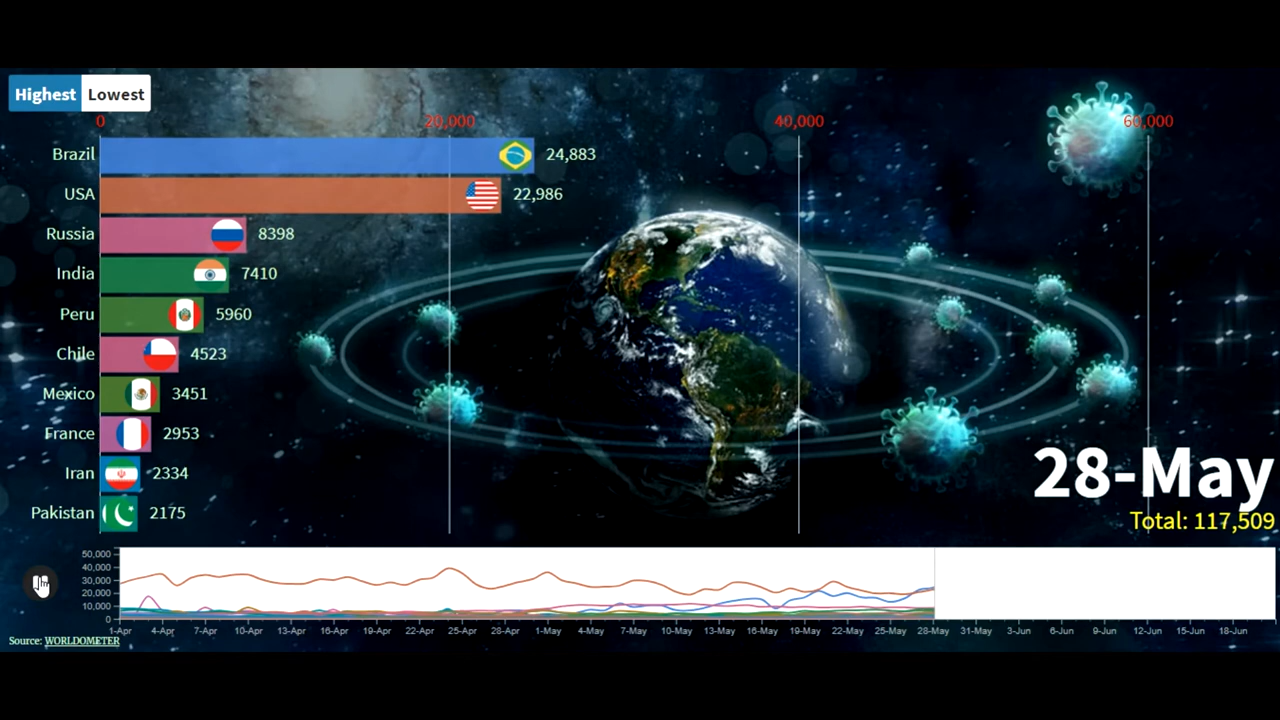 Highest Lowest
0 20,000 40,000 60,000
Brazil 24,883
USA 22,986
Russia 8398
India 7410
Peru 5960
Chile 4523
Mexico 3451
France 2953
Iran 2334
Pakistan 2175
28-May
Total: 117,509
50,000
40,000
30,000
20,000
10,000
0
1-Apr 4-Apr 7-Apr 10-Apr 13-Apr 16-Apr 19-Apr 22-Apr 25-Apr 28-Apr 1-May 4-May 7-May 10-May 13-May 16-May 19-May 22-May 25-May 28-May 31-May 3-Jun 6-Jun 9-Jun 12-Jun 15-Jun 18-Jun
Source: WORLDOMETER